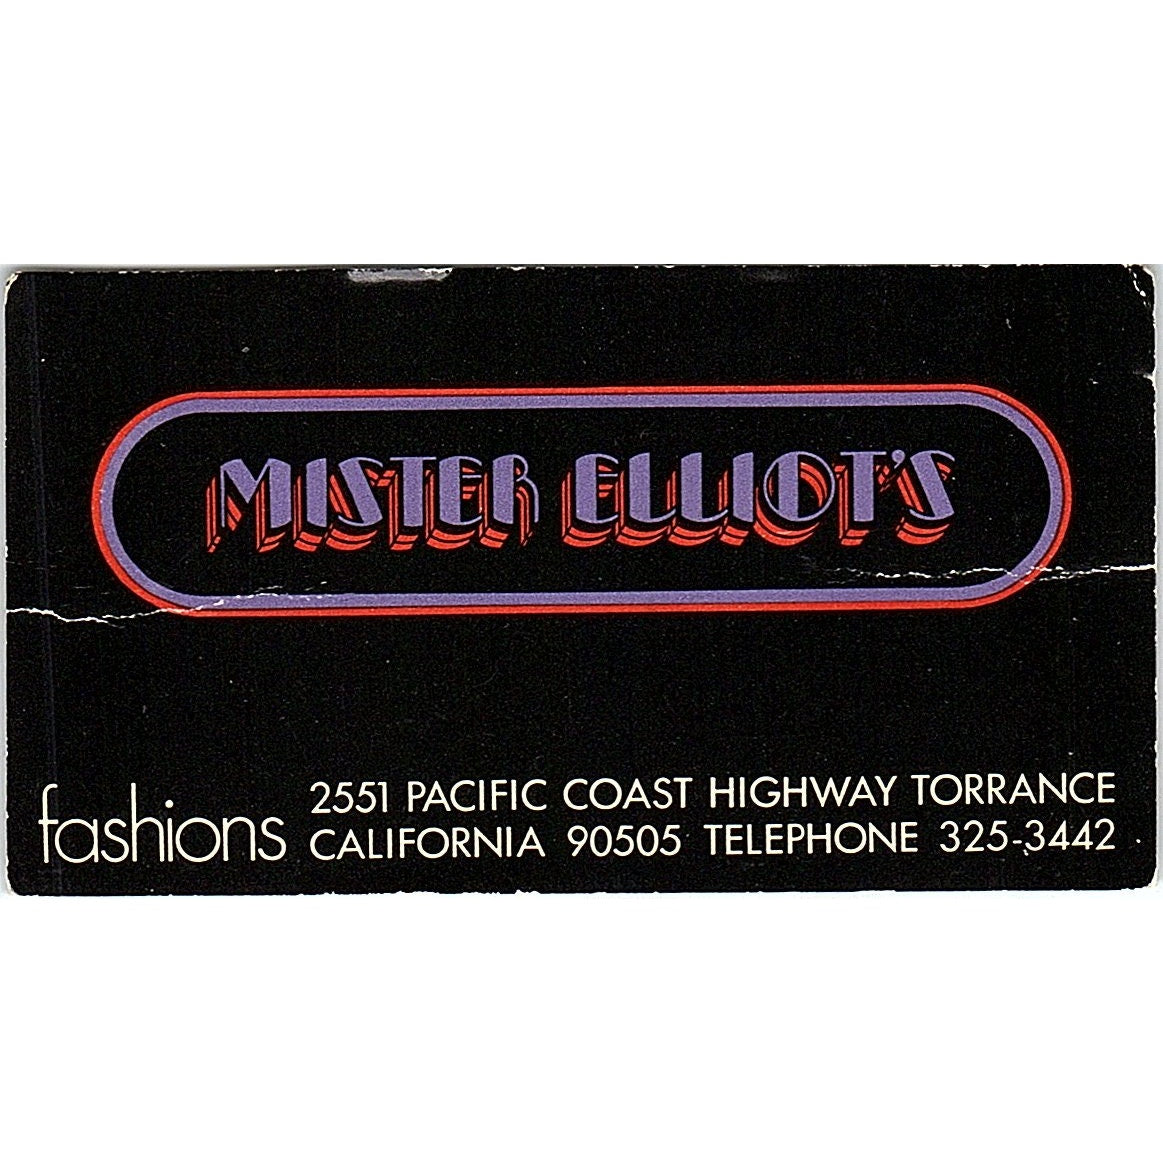 MISTER ELLIOT'S
fashions
2551 PACIFIC COAST HIGHWAY TORRANCE
CALIFORNIA 90505 TELEPHONE 325-3442